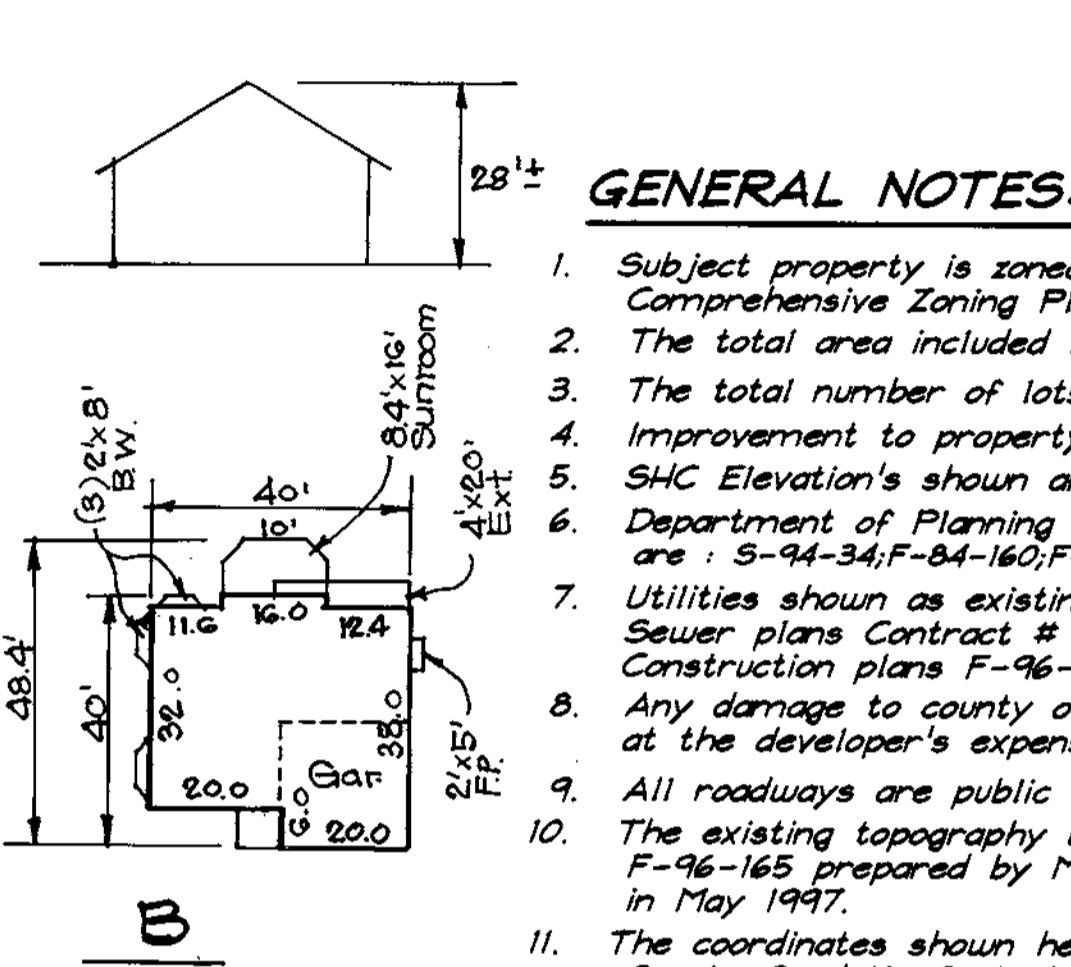 28'±
GENERAL NOTES:
1. Subject property is zoned
Comprehensive Zoning Pl
2. The total area included
3. The total number of lots
4. Improvement to property
5. SHC Elevation's shown a
6. Department of Planning
are : S-94-34;F-84-160;F-
7. Utilities shown as existin
Sewer plans Contract #
Construction plans F-96-
8. Any damage to county o
at the developer's expens
9. All roadways are public
10. The existing topography
F-96-165 prepared by M
in May 1997.
11. The coordinates shown he
(3) 2'x8'
B.W.
8.4'x16'
Sunroom
4'x20'
Ext.
40'
10'
11.6
16.0
12.4
48.4'
40'
32.0
38.0
2'x5'
F.P.
Gar
20.0
6.0
20.0
B